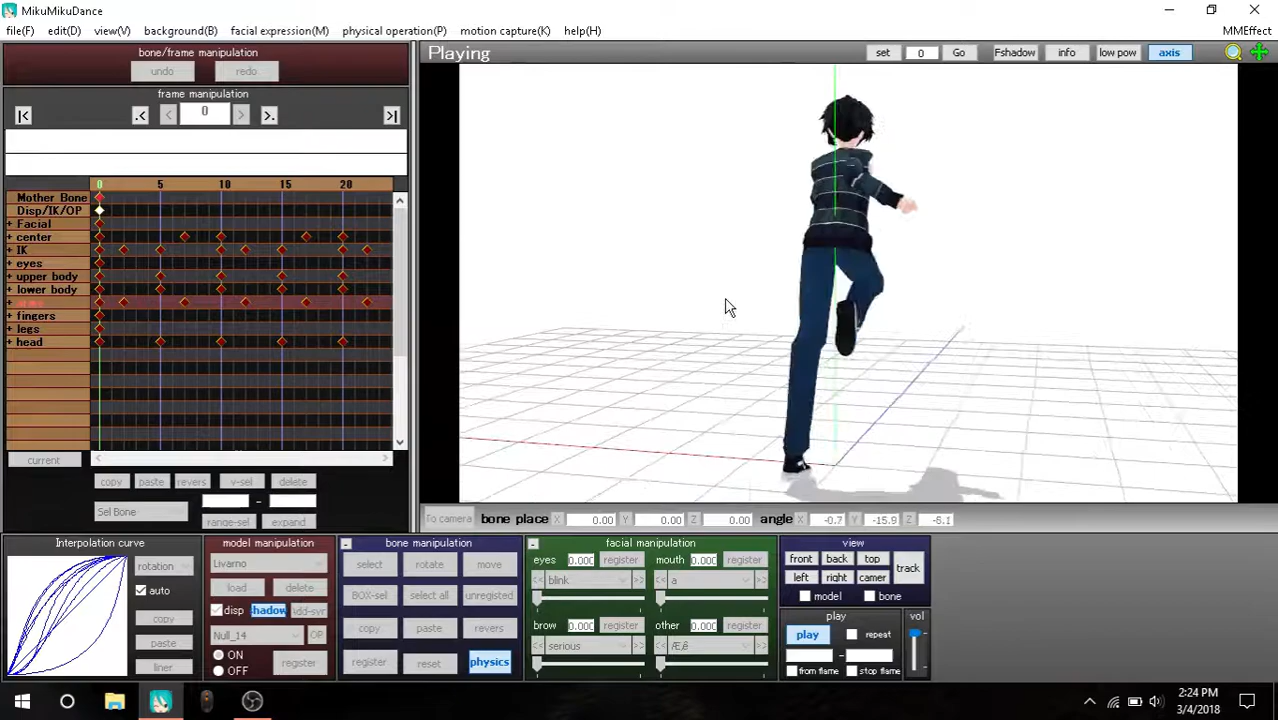 MikuMikuDance
file(F) edit(D) view(V) background(B) facial expression(M) physical operation(P) motion capture(K) help(H) MMEffect
bone/frame manipulation
undo redo
frame manipulation
|< .< < 0 > >. >|
Playing
set 0 Go Fshadow info low pow axis
0 5 10 15 20
Mother Bone
Disp/IK/OP
+ Facial
+ center
+ IK
+ eyes
+ upper body
+ lower body
+ fingers
+ legs
+ head
current
copy paste revers v-sel delete
Sel Bone -
range-sel expand
To camera bone place X 0.00 Y 0.00 Z 0.00 angle X -0.7 Y -15.9 Z -6.1
Interpolation curve
rotation
auto
copy
paste
liner
model manipulation
Livarno
load delete
disp shadow add-syn
Null_14 OP
ON
OFF
register
- bone manipulation
select rotate move
BOX-sel select all unregisted
copy paste revers
register reset physics
- facial manipulation
eyes 0.000 register mouth 0.000 register
<< blink >> << a >>
brow 0.000 register other 0.000 register
<< serious >> << >>
view
front back top
left right camer
track
model bone
play
play repeat
-
from flame stop flame
vol
2:24 PM
3/4/2018